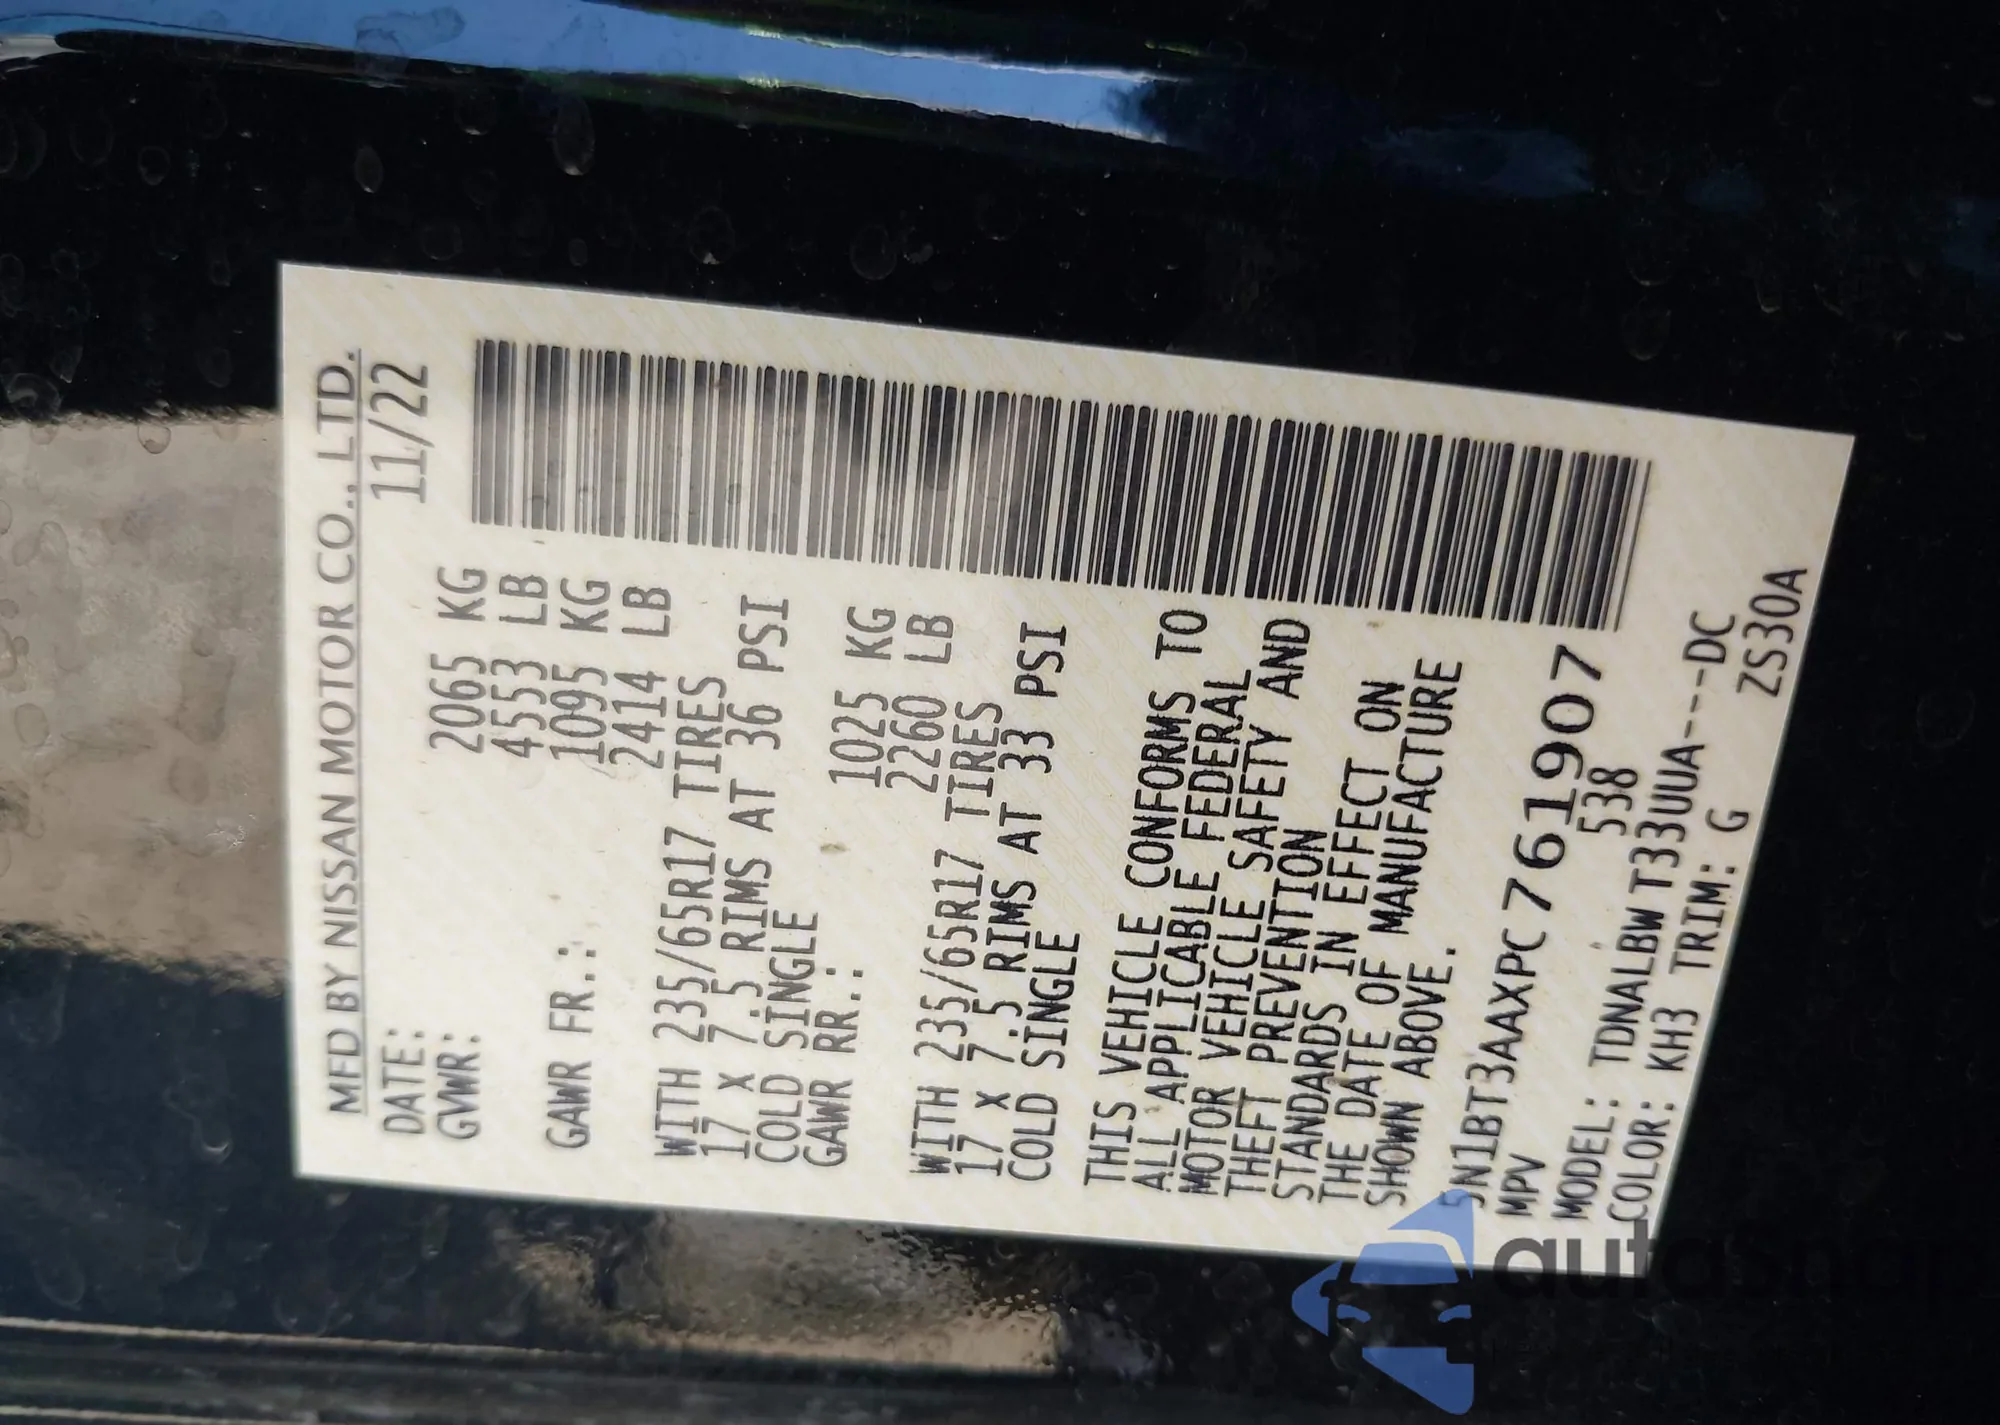 MFD BY NISSAN MOTOR CO., LTD.
DATE: 11/22
GVWR: 2065 KG
4553 LB
GAWR FR.: 1095 KG
2414 LB
WITH 235/65R17 TIRES
17 X 7.5 RIMS AT 36 PSI
COLD SINGLE
GAWR RR.: 1025 KG
2260 LB
WITH 235/65R17 TIRES
17 X 7.5 RIMS AT 33 PSI
COLD SINGLE
THIS VEHICLE CONFORMS TO
ALL APPLICABLE FEDERAL
MOTOR VEHICLE SAFETY AND
THEFT PREVENTION
STANDARDS IN EFFECT ON
THE DATE OF MANUFACTURE
SHOWN ABOVE.
5N1BT3AAXPC761907
MPV 538
MODEL: TDNALBW T33UUA---DC
COLOR: KH3 TRIM: G ZS30A
autosnap